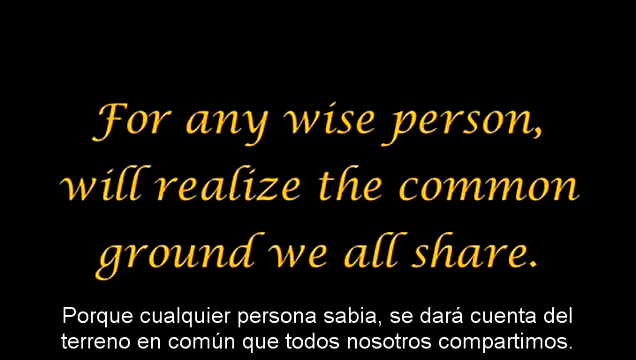 For any wise person,
will realize the common
ground we all share.
Porque cualquier persona sabia, se dará cuenta del
terreno en común que todos nosotros compartimos.